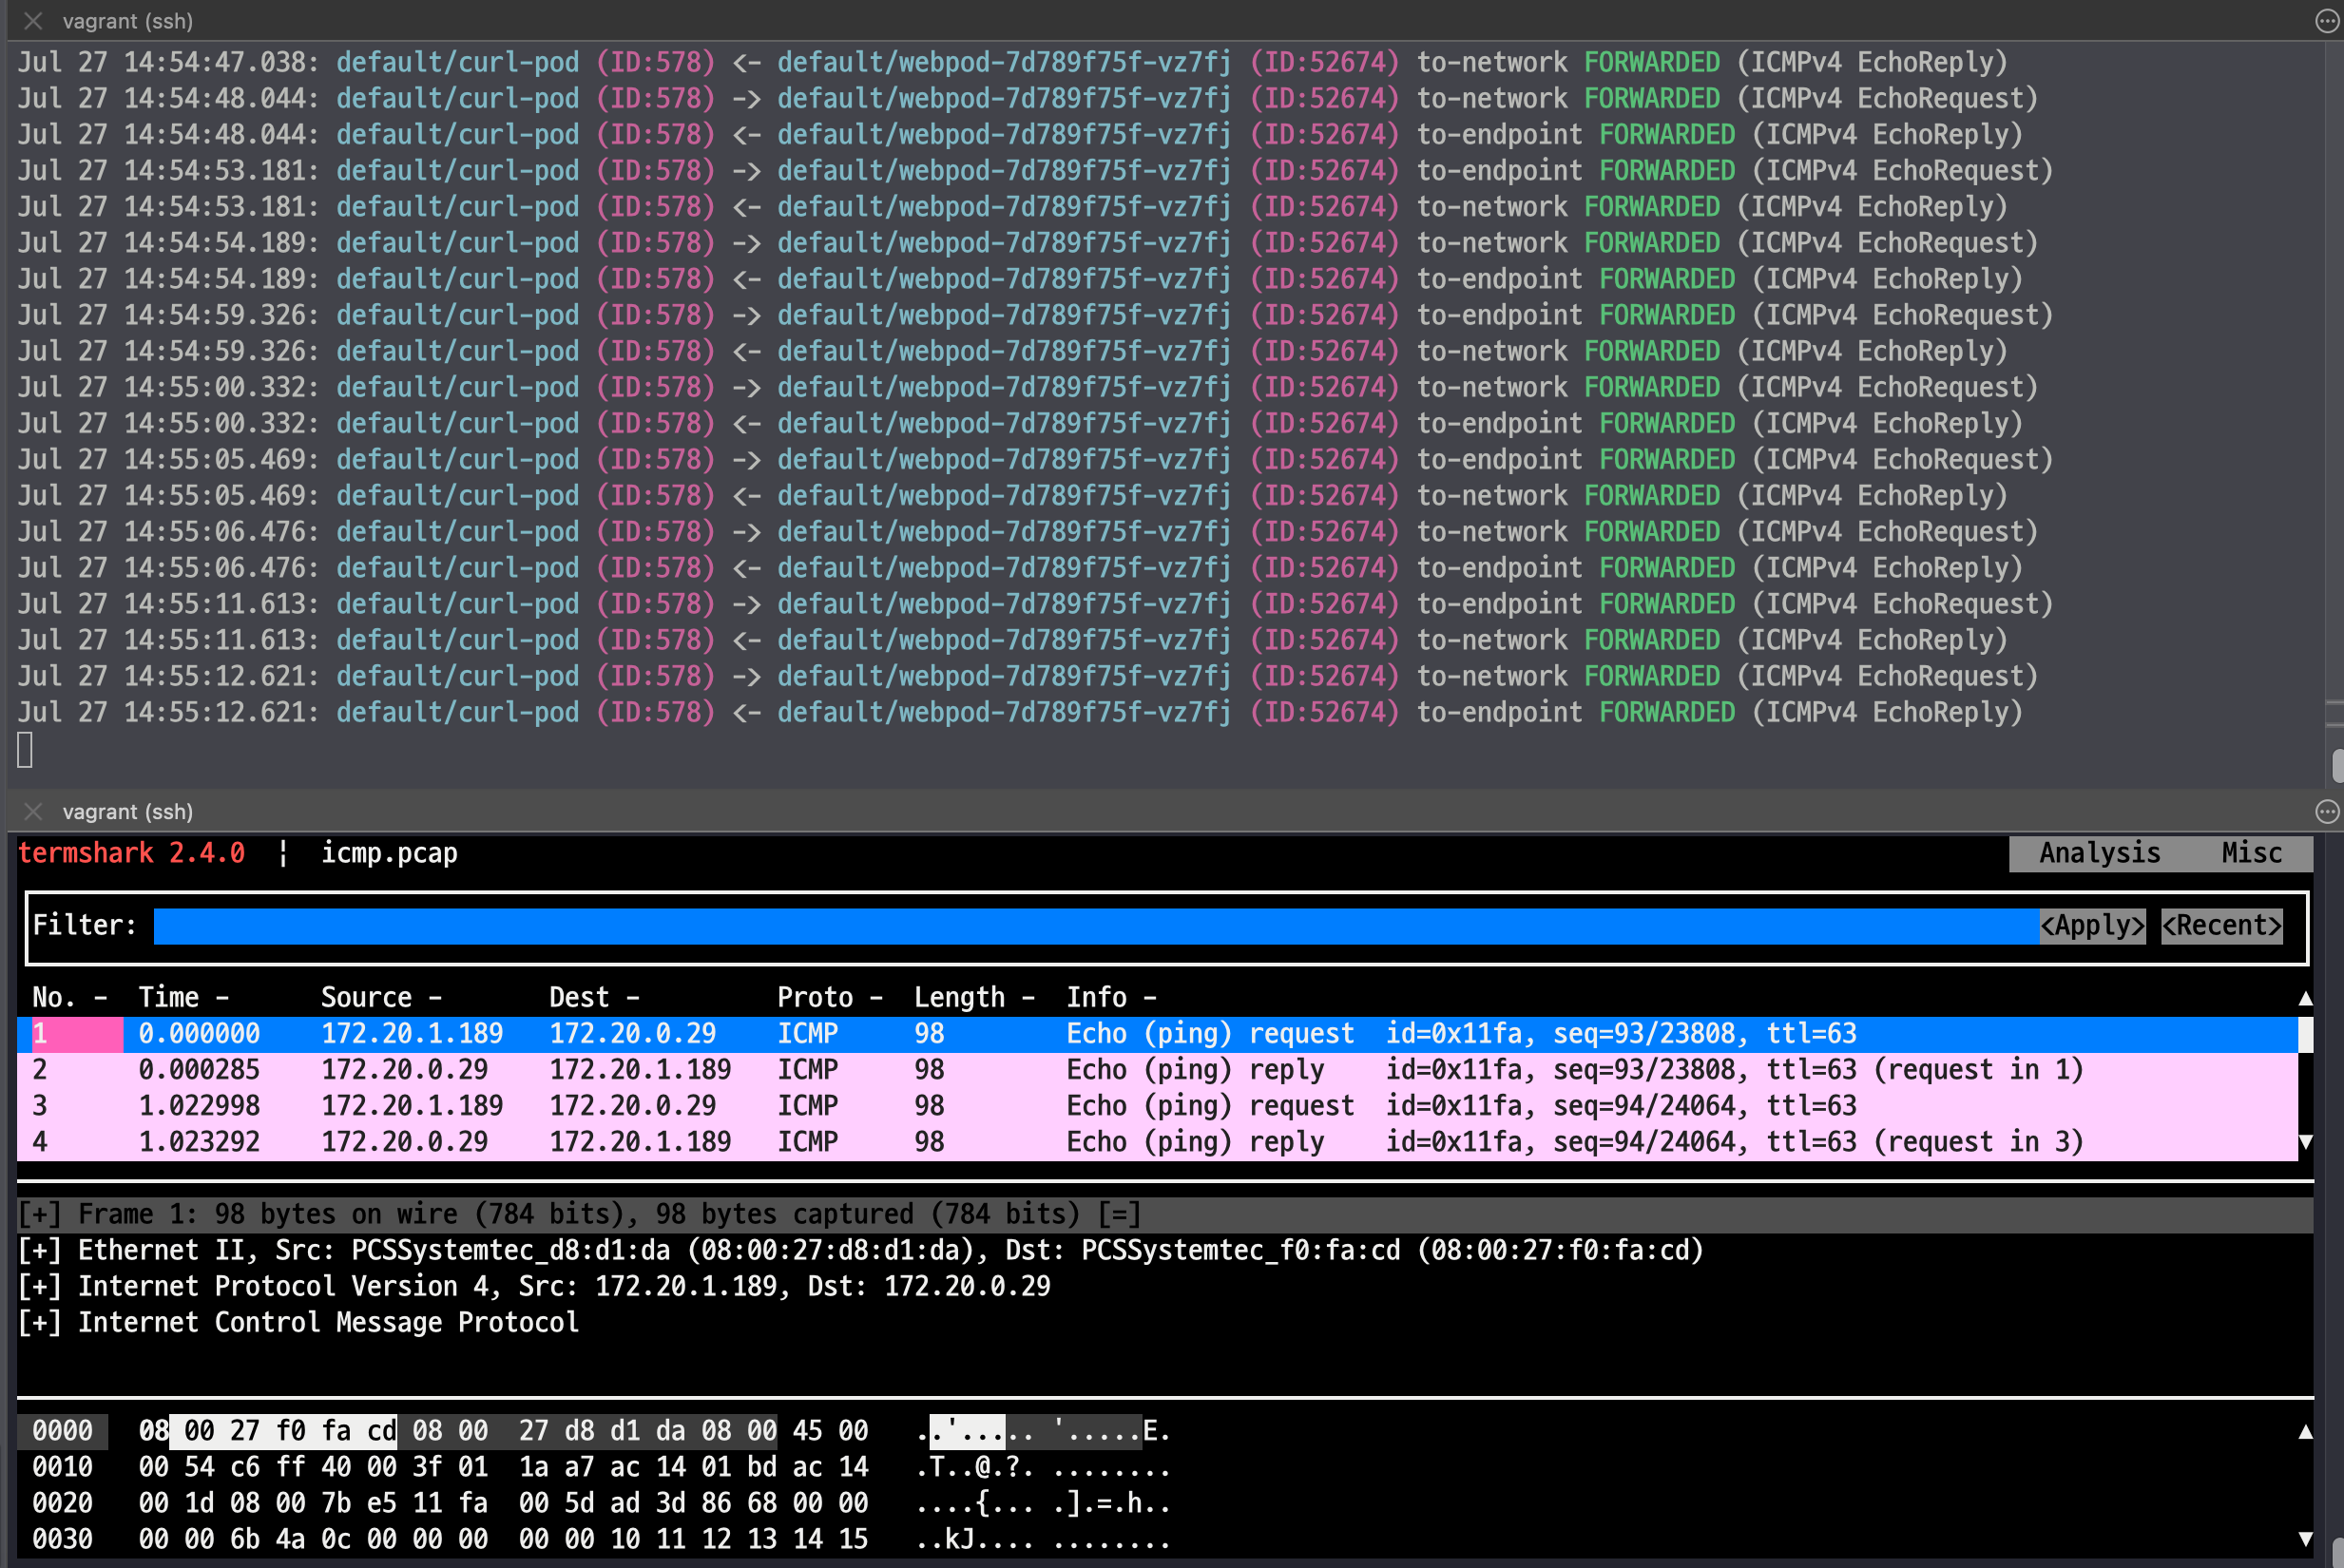 vagrant (ssh)
Jul 27 14:54:47.038: default/curl-pod (ID:578) <- default/webpod-7d789f75f-vz7fj (ID:52674) to-network FORWARDED (ICMPv4 EchoReply)
Jul 27 14:54:48.044: default/curl-pod (ID:578) -> default/webpod-7d789f75f-vz7fj (ID:52674) to-network FORWARDED (ICMPv4 EchoRequest)
Jul 27 14:54:48.044: default/curl-pod (ID:578) <- default/webpod-7d789f75f-vz7fj (ID:52674) to-endpoint FORWARDED (ICMPv4 EchoReply)
Jul 27 14:54:53.181: default/curl-pod (ID:578) -> default/webpod-7d789f75f-vz7fj (ID:52674) to-endpoint FORWARDED (ICMPv4 EchoRequest)
Jul 27 14:54:53.181: default/curl-pod (ID:578) <- default/webpod-7d789f75f-vz7fj (ID:52674) to-network FORWARDED (ICMPv4 EchoReply)
Jul 27 14:54:54.189: default/curl-pod (ID:578) -> default/webpod-7d789f75f-vz7fj (ID:52674) to-network FORWARDED (ICMPv4 EchoRequest)
Jul 27 14:54:54.189: default/curl-pod (ID:578) <- default/webpod-7d789f75f-vz7fj (ID:52674) to-endpoint FORWARDED (ICMPv4 EchoReply)
Jul 27 14:54:59.326: default/curl-pod (ID:578) -> default/webpod-7d789f75f-vz7fj (ID:52674) to-endpoint FORWARDED (ICMPv4 EchoRequest)
Jul 27 14:54:59.326: default/curl-pod (ID:578) <- default/webpod-7d789f75f-vz7fj (ID:52674) to-network FORWARDED (ICMPv4 EchoReply)
Jul 27 14:55:00.332: default/curl-pod (ID:578) -> default/webpod-7d789f75f-vz7fj (ID:52674) to-network FORWARDED (ICMPv4 EchoRequest)
Jul 27 14:55:00.332: default/curl-pod (ID:578) <- default/webpod-7d789f75f-vz7fj (ID:52674) to-endpoint FORWARDED (ICMPv4 EchoReply)
Jul 27 14:55:05.469: default/curl-pod (ID:578) -> default/webpod-7d789f75f-vz7fj (ID:52674) to-endpoint FORWARDED (ICMPv4 EchoRequest)
Jul 27 14:55:05.469: default/curl-pod (ID:578) <- default/webpod-7d789f75f-vz7fj (ID:52674) to-network FORWARDED (ICMPv4 EchoReply)
Jul 27 14:55:06.476: default/curl-pod (ID:578) -> default/webpod-7d789f75f-vz7fj (ID:52674) to-network FORWARDED (ICMPv4 EchoRequest)
Jul 27 14:55:06.476: default/curl-pod (ID:578) <- default/webpod-7d789f75f-vz7fj (ID:52674) to-endpoint FORWARDED (ICMPv4 EchoReply)
Jul 27 14:55:11.613: default/curl-pod (ID:578) -> default/webpod-7d789f75f-vz7fj (ID:52674) to-endpoint FORWARDED (ICMPv4 EchoRequest)
Jul 27 14:55:11.613: default/curl-pod (ID:578) <- default/webpod-7d789f75f-vz7fj (ID:52674) to-network FORWARDED (ICMPv4 EchoReply)
Jul 27 14:55:12.621: default/curl-pod (ID:578) -> default/webpod-7d789f75f-vz7fj (ID:52674) to-network FORWARDED (ICMPv4 EchoRequest)
Jul 27 14:55:12.621: default/curl-pod (ID:578) <- default/webpod-7d789f75f-vz7fj (ID:52674) to-endpoint FORWARDED (ICMPv4 EchoReply)
vagrant (ssh)
termshark 2.4.0 ¦ icmp.pcap Analysis Misc
Filter: <Apply> <Recent>
No. - Time - Source - Dest - Proto - Length - Info -
1 0.000000 172.20.1.189 172.20.0.29 ICMP 98 Echo (ping) request id=0x11fa, seq=93/23808, ttl=63
2 0.000285 172.20.0.29 172.20.1.189 ICMP 98 Echo (ping) reply id=0x11fa, seq=93/23808, ttl=63 (request in 1)
3 1.022998 172.20.1.189 172.20.0.29 ICMP 98 Echo (ping) request id=0x11fa, seq=94/24064, ttl=63
4 1.023292 172.20.0.29 172.20.1.189 ICMP 98 Echo (ping) reply id=0x11fa, seq=94/24064, ttl=63 (request in 3)
[+] Frame 1: 98 bytes on wire (784 bits), 98 bytes captured (784 bits) [=]
[+] Ethernet II, Src: PCSSystemtec_d8:d1:da (08:00:27:d8:d1:da), Dst: PCSSystemtec_f0:fa:cd (08:00:27:f0:fa:cd)
[+] Internet Protocol Version 4, Src: 172.20.1.189, Dst: 172.20.0.29
[+] Internet Control Message Protocol
0000 08 00 27 f0 fa cd 08 00 27 d8 d1 da 08 00 45 00 ..'..... '.....E.
0010 00 54 c6 ff 40 00 3f 01 1a a7 ac 14 01 bd ac 14 .T..@.?. ........
0020 00 1d 08 00 7b e5 11 fa 00 5d ad 3d 86 68 00 00 ....{... .].=.h..
0030 00 00 6b 4a 0c 00 00 00 00 00 10 11 12 13 14 15 ..kJ.... ........